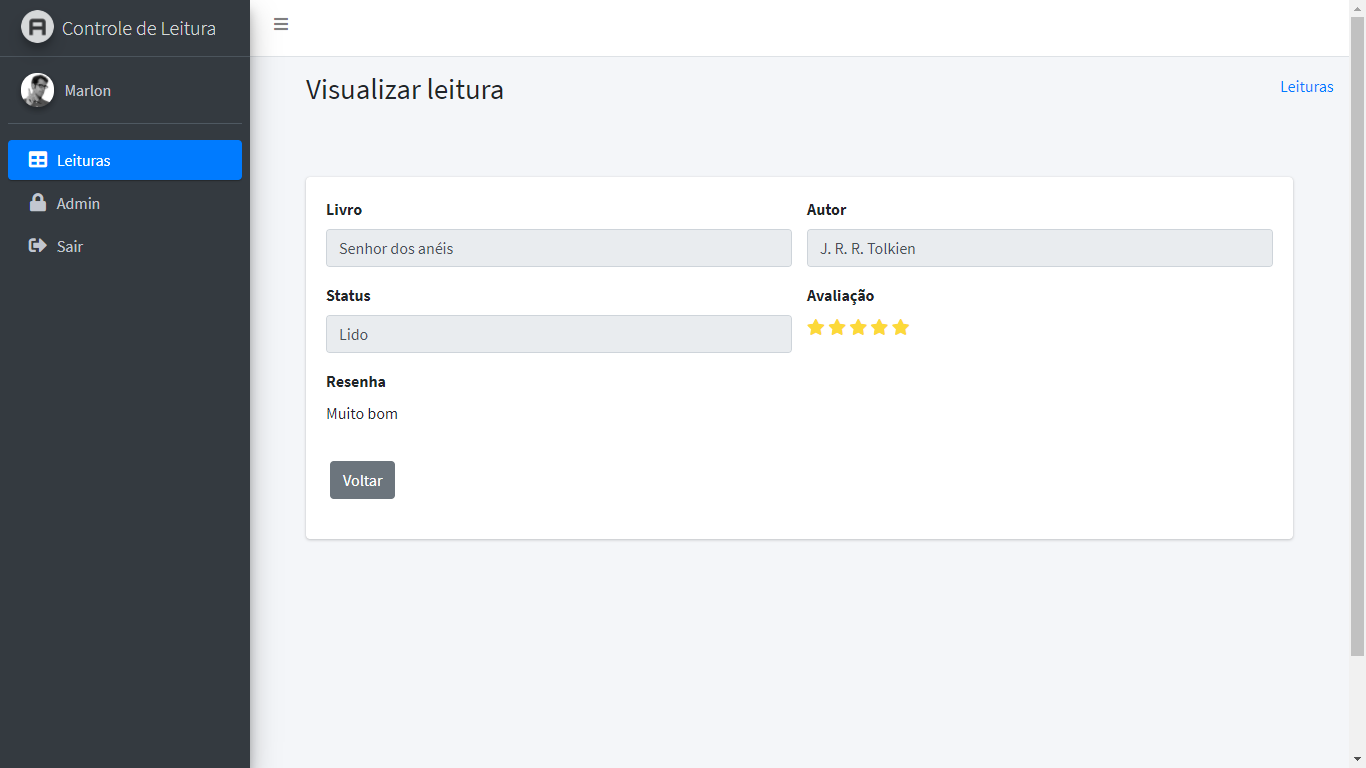 Controle de Leitura
Marlon
Leituras
Admin
Sair
Visualizar leitura
Leituras
Livro
Autor
Senhor dos anéis
J. R. R. Tolkien
Status
Avaliação
Lido
Resenha
Muito bom
Voltar